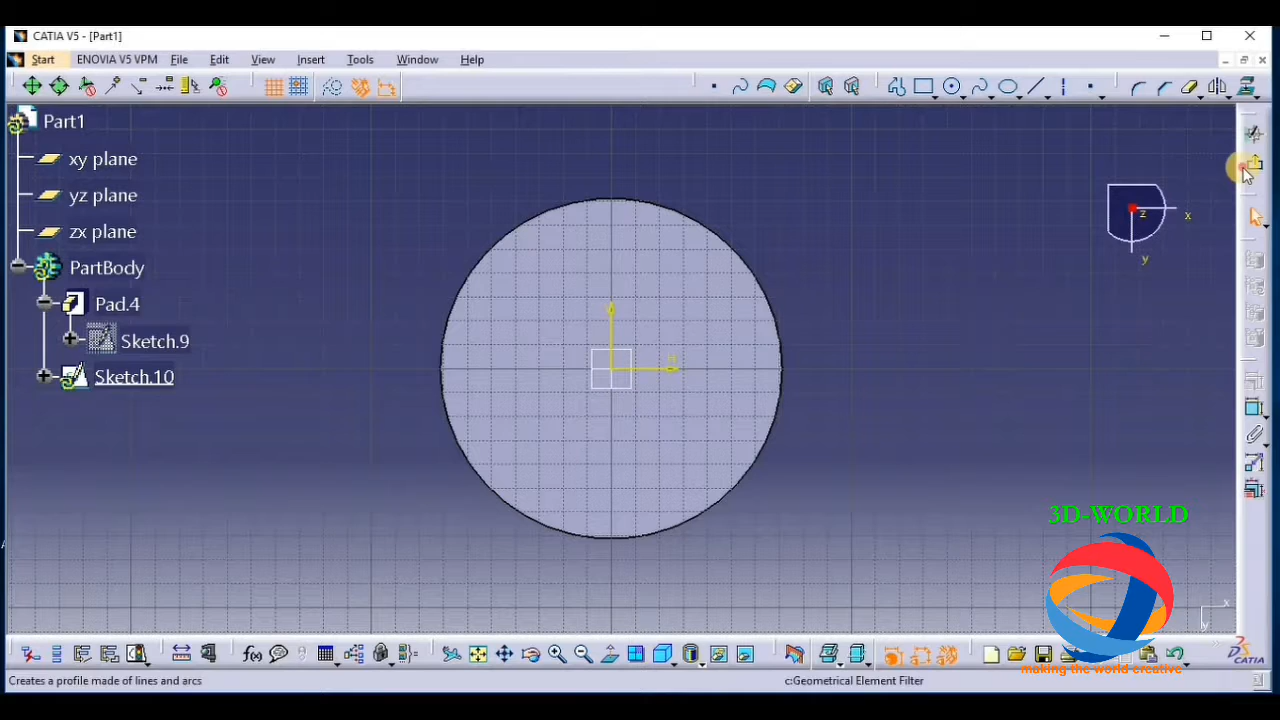 CATIA V5 - [Part1]
Start ENOVIA V5 VPM File Edit View Insert Tools Window Help
Part1
xy plane
yz plane
zx plane
PartBody
Pad.4
Sketch.9
Sketch.10
z
x
y
H
3D-WORLD
x
y
f(x)
CATIA
making the world creative
Creates a profile made of lines and arcs c:Geometrical Element Filter